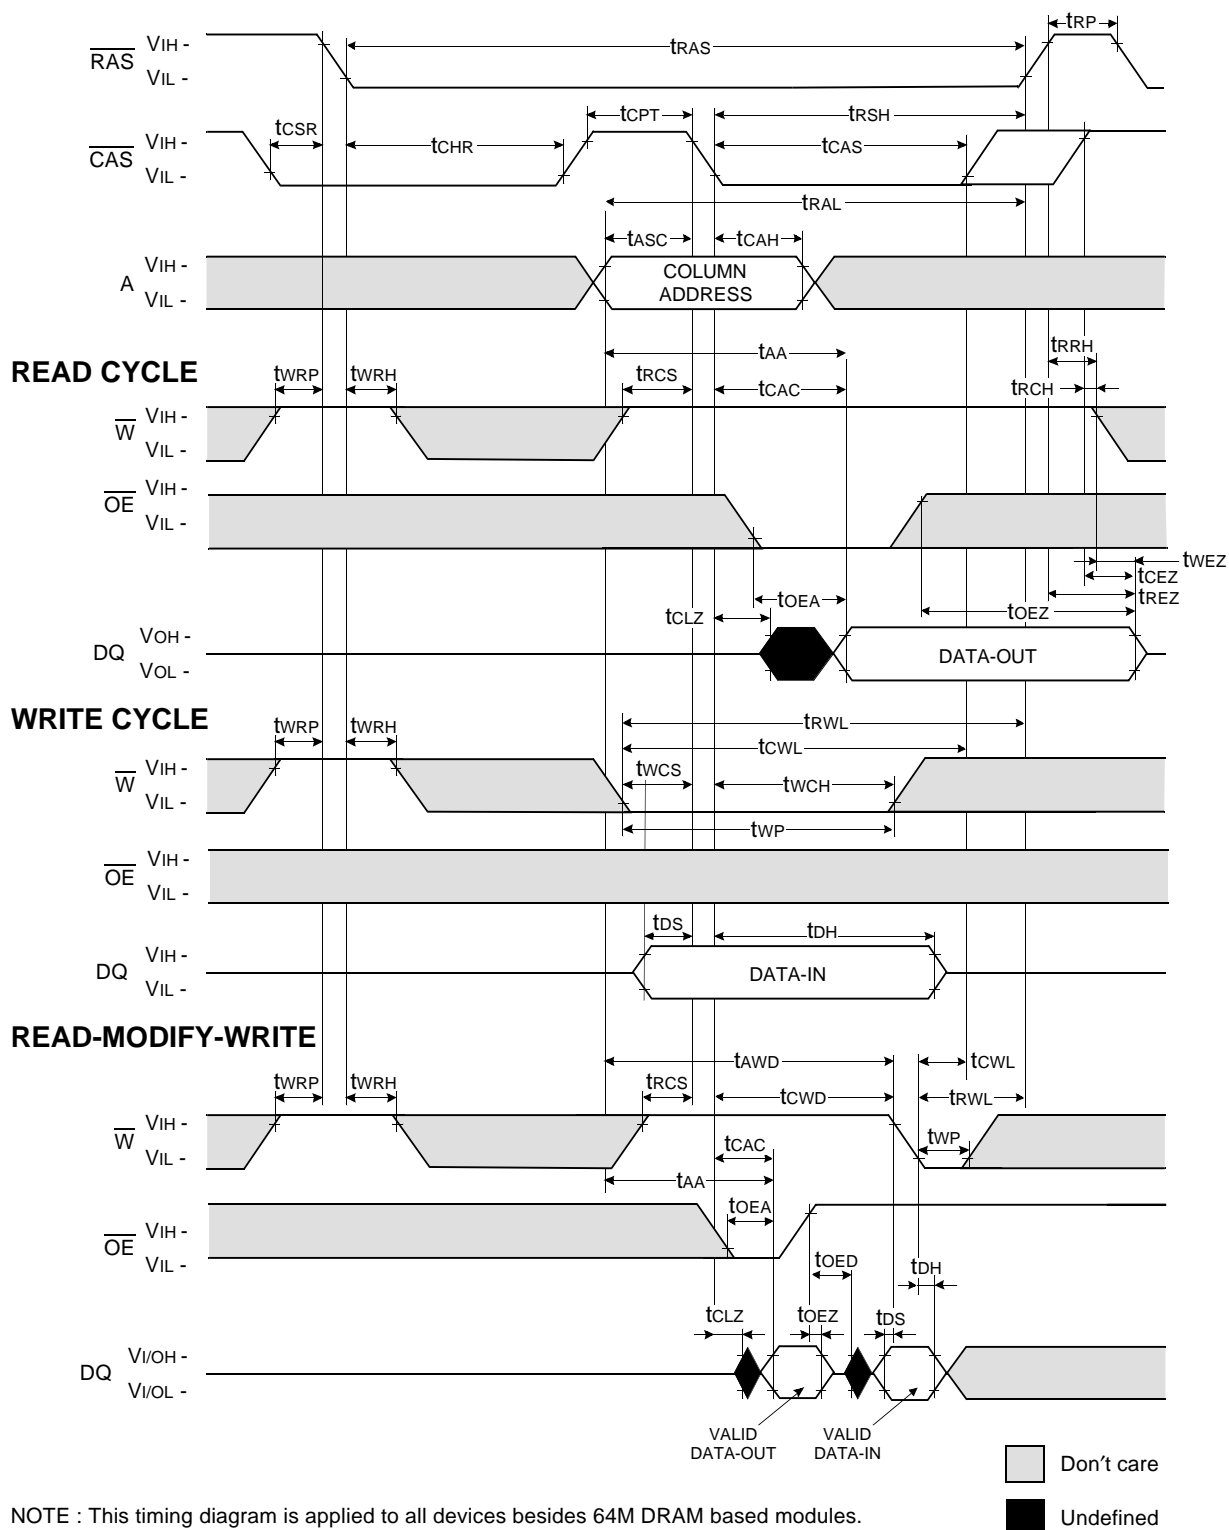 tRP
RAS
VIH -
VIL -
tRAS
tCPT
tRSH
tCSR
CAS
VIH -
VIL -
tCHR
tCAS
tRAL
tASC
tCAH
A
VIH -
VIL -
COLUMN
ADDRESS
READ CYCLE
tAA
tRRH
tWRP
tWRH
tRCS
tCAC
tRCH
W
VIH -
VIL -
OE
VIH -
VIL -
tWEZ
tCEZ
tREZ
tOEA
tCLZ
tOEZ
DQ
VOH -
VOL -
DATA-OUT
WRITE CYCLE
tWRP
tWRH
tRWL
tCWL
W
VIH -
VIL -
tWCS
tWCH
tWP
OE
VIH -
VIL -
tDS
tDH
DQ
VIH -
VIL -
DATA-IN
READ-MODIFY-WRITE
tAWD
tCWL
tWRP
tWRH
tRCS
tCWD
tRWL
W
VIH -
VIL -
tWP
tCAC
tAA
tOEA
OE
VIH -
VIL -
tOED
tDH
tCLZ
tOEZ
tDS
DQ
VI/OH -
VI/OL -
VALID
DATA-OUT
VALID
DATA-IN
Don′t care
NOTE : This timing diagram is applied to all devices besides 64M DRAM based modules.
Undefined